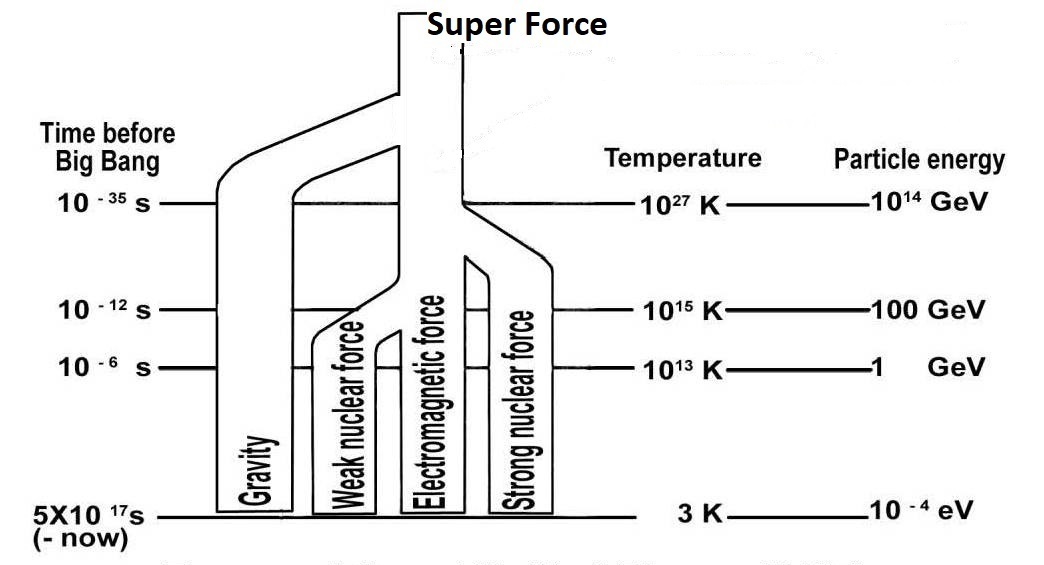 Super Force
Time before
Big Bang
Temperature
Particle energy
10 ⁻³⁵ s
10²⁷ K
10¹⁴ GeV
10 ⁻¹² s
10¹⁵ K
100 GeV
10 ⁻⁶ s
10¹³ K
1 GeV
Gravity
Weak nuclear force
Electromagnetic force
Strong nuclear force
5X10 ¹⁷s
(- now)
3 K
10 ⁻⁴ eV